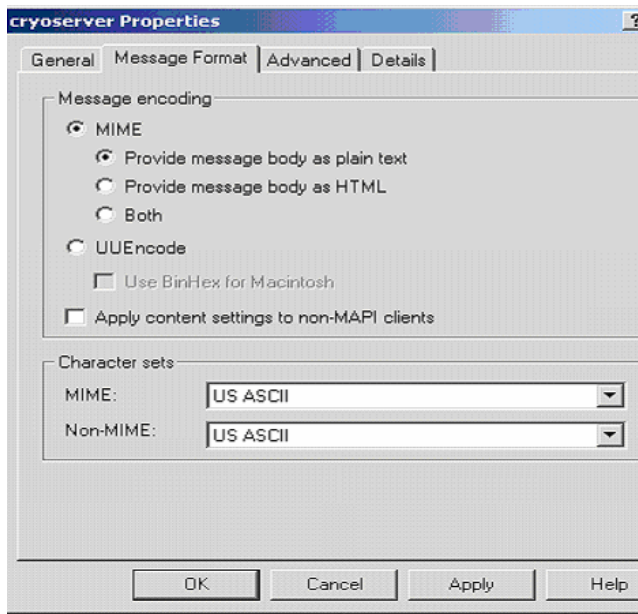 cryoserver Properties
?
General Message Format Advanced Details
Message encoding
MIME
Provide message body as plain text
Provide message body as HTML
Both
UUEncode
Use BinHex for Macintosh
Apply content settings to non-MAPI clients
Character sets
MIME: US ASCII
Non-MIME: US ASCII
OK Cancel Apply Help